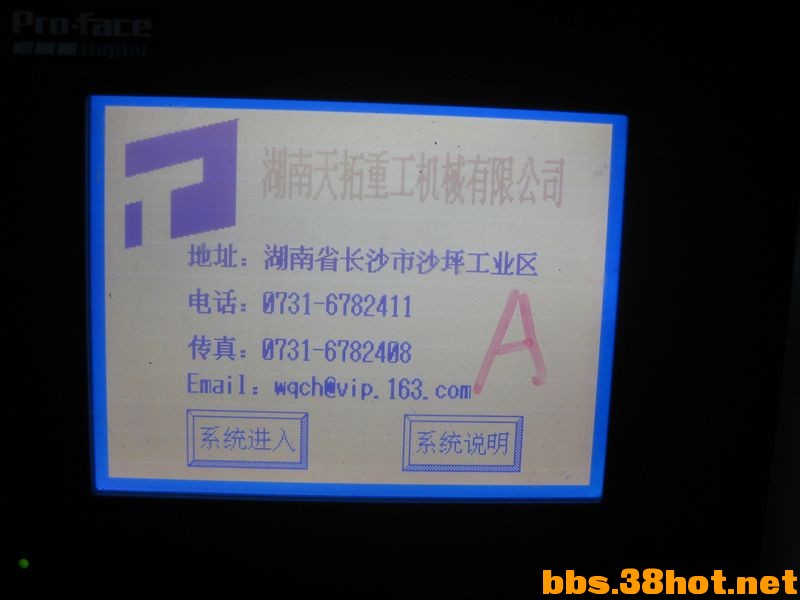 Pro-face
DIGITAL
湖南天拓重工机械有限公司
地址：湖南省长沙市沙坪工业区
电话：0731-6782411
传真：0731-6782408
Email：wqch@vip.163.com
A
系统进入
系统说明
bbs.38hot.net